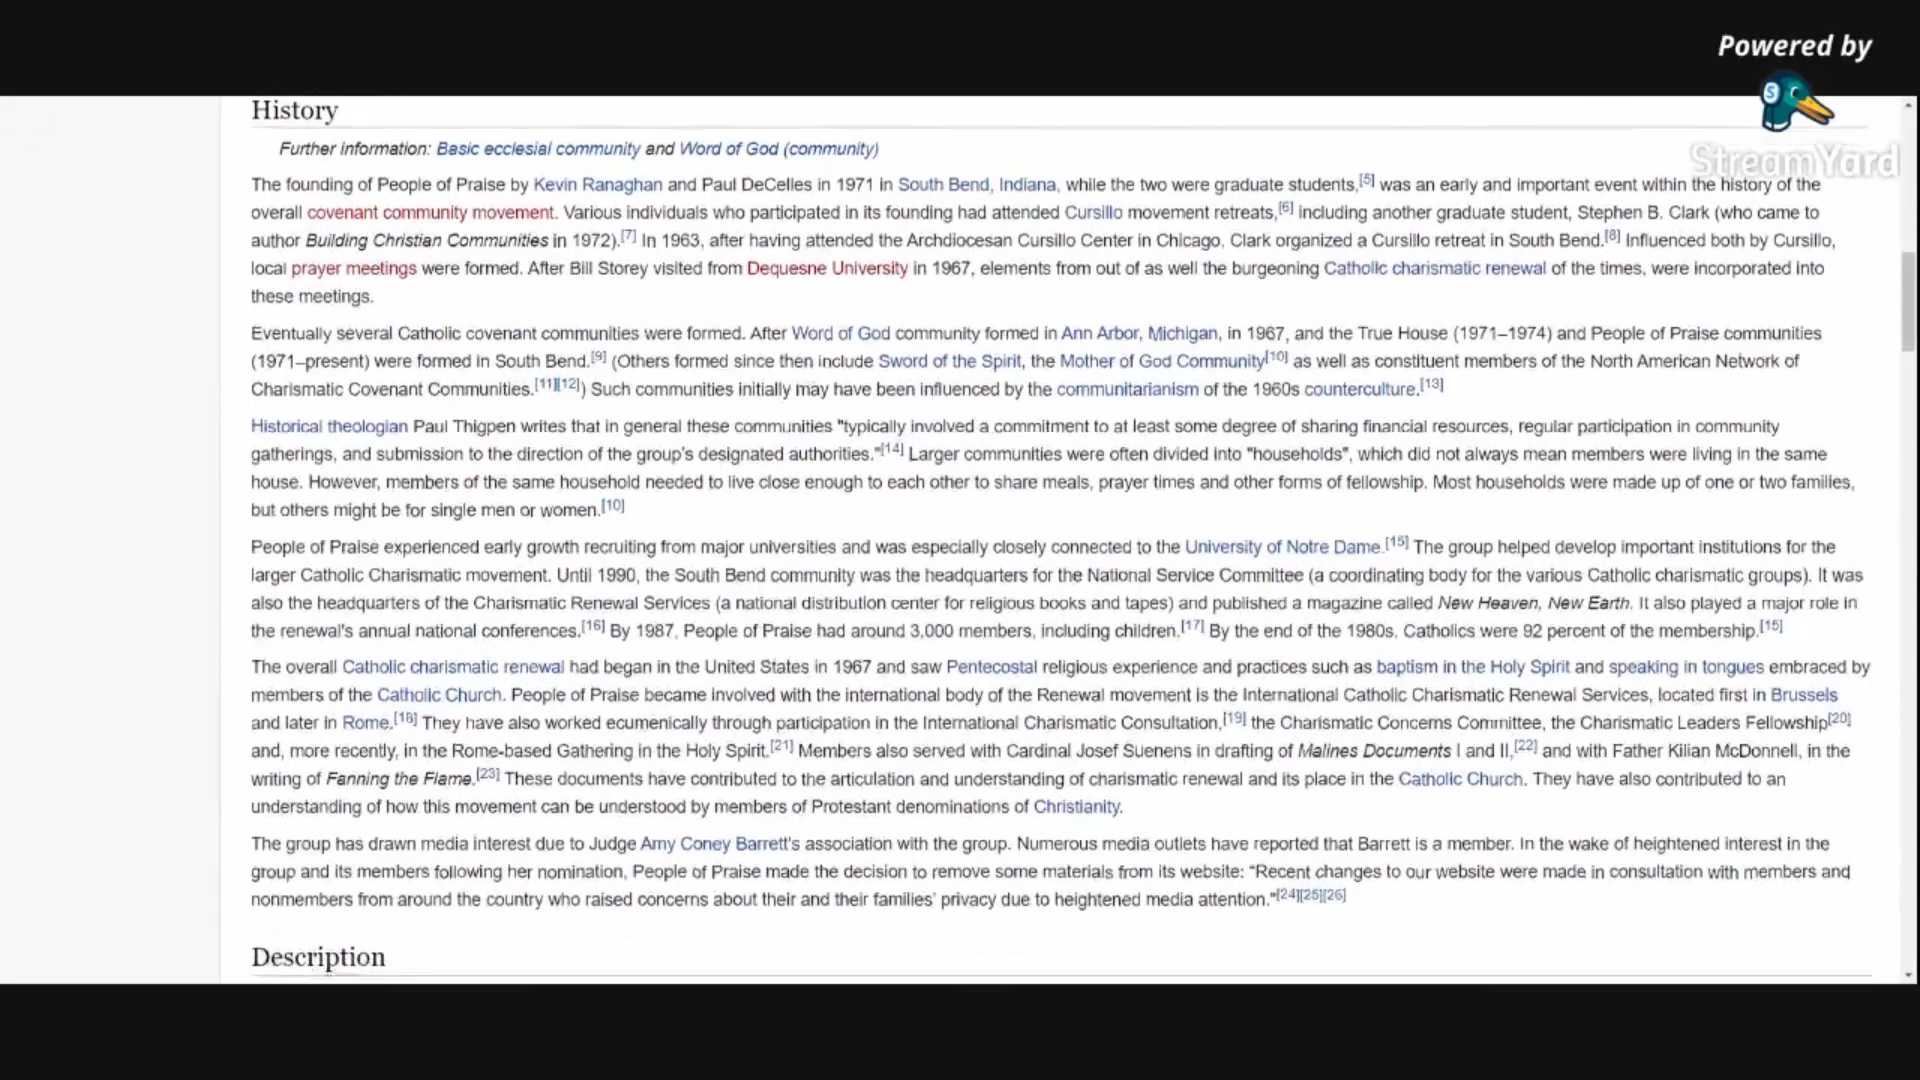 Powered by
StreamYard
History
Further information: Basic ecclesial community and Word of God (community)
The founding of People of Praise by Kevin Ranaghan and Paul DeCelles in 1971 in South Bend, Indiana, while the two were graduate students,[5] was an early and important event within the history of the
overall covenant community movement. Various individuals who participated in its founding had attended Cursillo movement retreats,[6] including another graduate student, Stephen B. Clark (who came to
author Building Christian Communities in 1972).[7] In 1963, after having attended the Archdiocesan Cursillo Center in Chicago, Clark organized a Cursillo retreat in South Bend.[8] Influenced both by Cursillo,
local prayer meetings were formed. After Bill Storey visited from Dequesne University in 1967, elements from out of as well the burgeoning Catholic charismatic renewal of the times, were incorporated into
these meetings.
Eventually several Catholic covenant communities were formed. After Word of God community formed in Ann Arbor, Michigan, in 1967, and the True House (1971–1974) and People of Praise communities
(1971–present) were formed in South Bend.[9] (Others formed since then include Sword of the Spirit, the Mother of God Community[10] as well as constituent members of the North American Network of
Charismatic Covenant Communities.[11][12]) Such communities initially may have been influenced by the communitarianism of the 1960s counterculture.[13]
Historical theologian Paul Thigpen writes that in general these communities "typically involved a commitment to at least some degree of sharing financial resources, regular participation in community
gatherings, and submission to the direction of the group's designated authorities."[14] Larger communities were often divided into "households", which did not always mean members were living in the same
house. However, members of the same household needed to live close enough to each other to share meals, prayer times and other forms of fellowship. Most households were made up of one or two families,
but others might be for single men or women.[10]
People of Praise experienced early growth recruiting from major universities and was especially closely connected to the University of Notre Dame.[15] The group helped develop important institutions for the
larger Catholic Charismatic movement. Until 1990, the South Bend community was the headquarters for the National Service Committee (a coordinating body for the various Catholic charismatic groups). It was
also the headquarters of the Charismatic Renewal Services (a national distribution center for religious books and tapes) and published a magazine called New Heaven, New Earth. It also played a major role in
the renewal's annual national conferences.[16] By 1987, People of Praise had around 3,000 members, including children.[17] By the end of the 1980s, Catholics were 92 percent of the membership.[15]
The overall Catholic charismatic renewal had began in the United States in 1967 and saw Pentecostal religious experience and practices such as baptism in the Holy Spirit and speaking in tongues embraced by
members of the Catholic Church. People of Praise became involved with the international body of the Renewal movement is the International Catholic Charismatic Renewal Services, located first in Brussels
and later in Rome.[18] They have also worked ecumenically through participation in the International Charismatic Consultation,[19] the Charismatic Concerns Committee, the Charismatic Leaders Fellowship[20]
and, more recently, in the Rome-based Gathering in the Holy Spirit.[21] Members also served with Cardinal Josef Suenens in drafting of Malines Documents I and II,[22] and with Father Kilian McDonnell, in the
writing of Fanning the Flame.[23] These documents have contributed to the articulation and understanding of charismatic renewal and its place in the Catholic Church. They have also contributed to an
understanding of how this movement can be understood by members of Protestant denominations of Christianity.
The group has drawn media interest due to Judge Amy Coney Barrett's association with the group. Numerous media outlets have reported that Barrett is a member. In the wake of heightened interest in the
group and its members following her nomination, People of Praise made the decision to remove some materials from its website: “Recent changes to our website were made in consultation with members and
nonmembers from around the country who raised concerns about their and their families’ privacy due to heightened media attention."[24][25][26]
Description